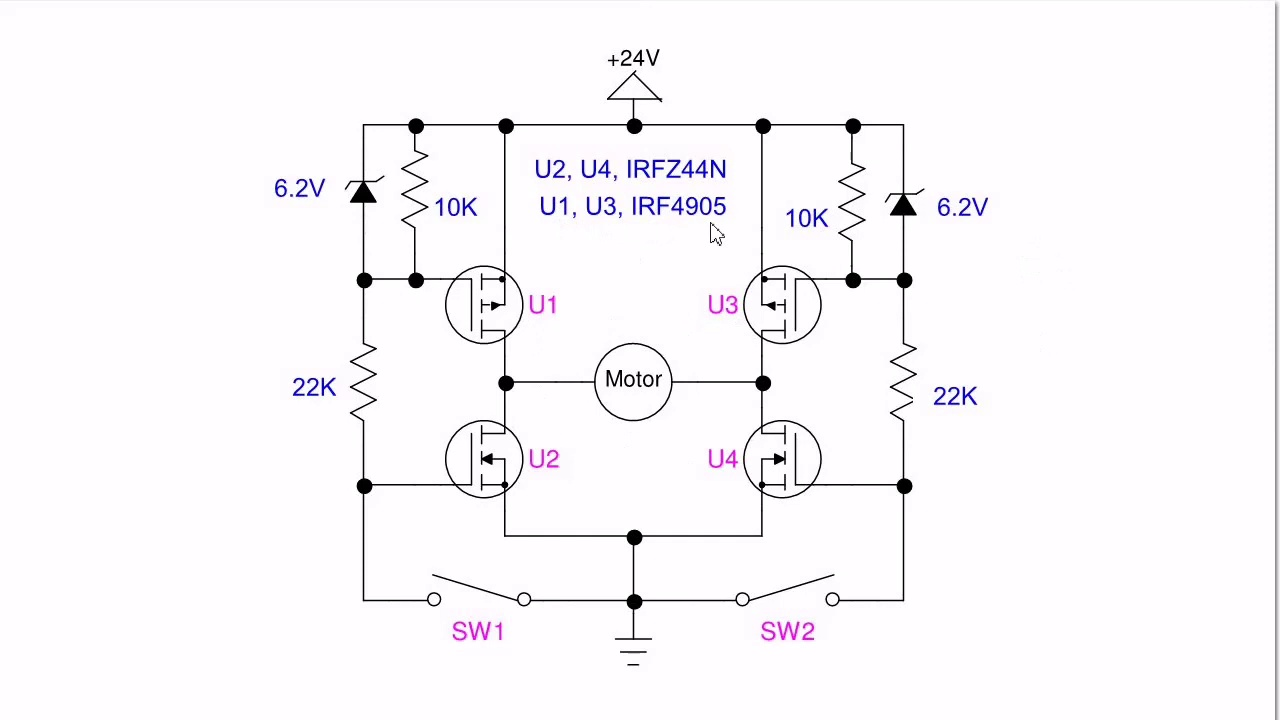 +24V
U2, U4, IRFZ44N
6.2V
U1, U3, IRF4905
10K
10K
6.2V
U1
U3
Motor
22K
22K
U2
U4
SW1
SW2